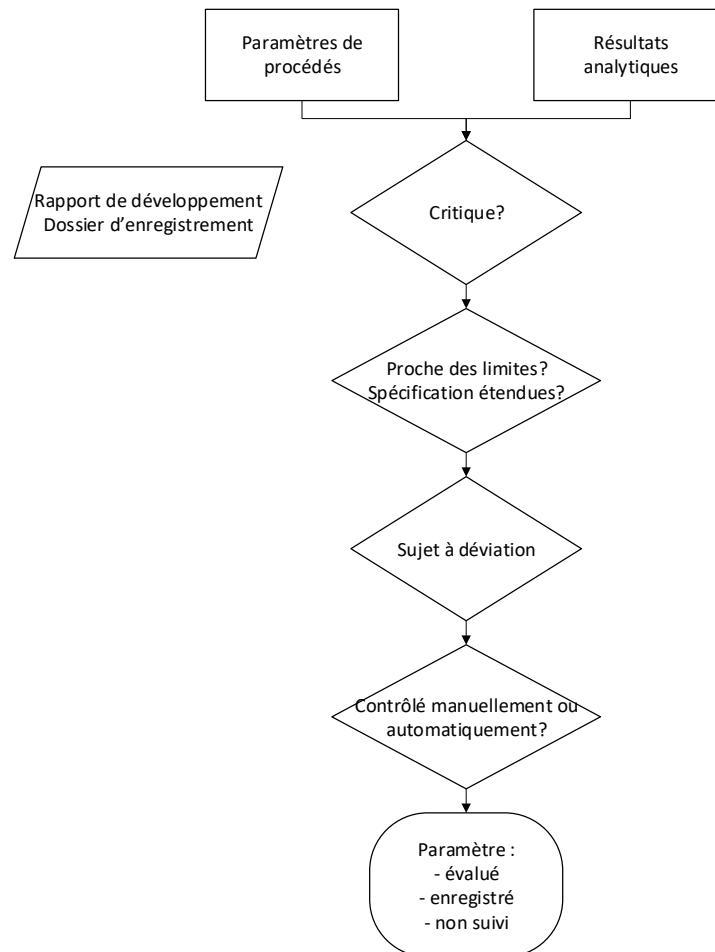 Paramètres de
procédés
Résultats
analytiques
Rapport de développement
Dossier d’enregistrement
Critique?
Proche des limites?
Spécification étendues?
Sujet à déviation
Contrôlé manuellement ou
automatiquement?
Paramètre :
- évalué
- enregistré
- non suivi